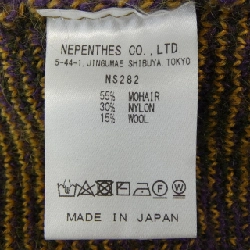 NEPENTHES CO., LTD
5-44-1, JINGUMAE SHIBUYA TOKYO
NS282
55% MOHAIR
30% NYLON
15% WOOL
MADE IN JAPAN